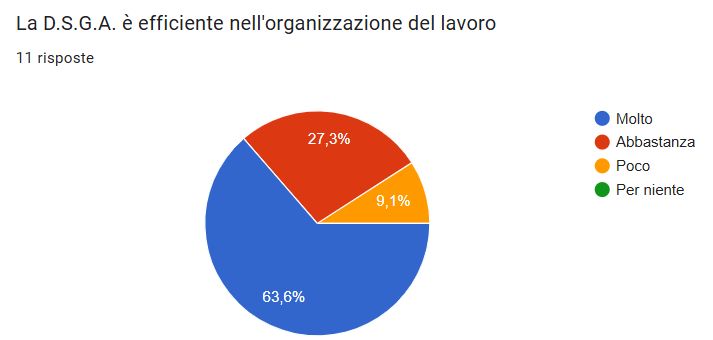 La D.S.G.A. è efficiente nell'organizzazione del lavoro
11 risposte
27,3%
9,1%
63,6%
Molto
Abbastanza
Poco
Per niente